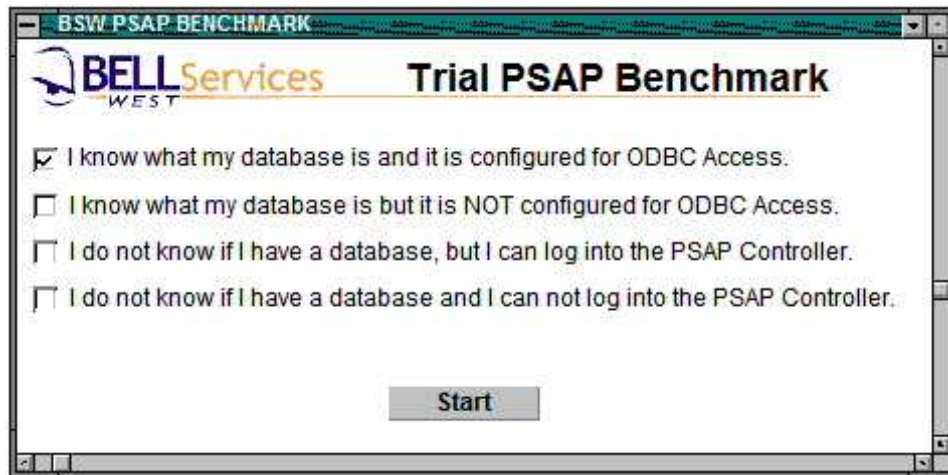 BSW PSAP BENCHMARK
BELL Services
WEST
Trial PSAP Benchmark
I know what my database is and it is configured for ODBC Access.
I know what my database is but it is NOT configured for ODBC Access.
I do not know if I have a database, but I can log into the PSAP Controller.
I do not know if I have a database and I can not log into the PSAP Controller.
Start